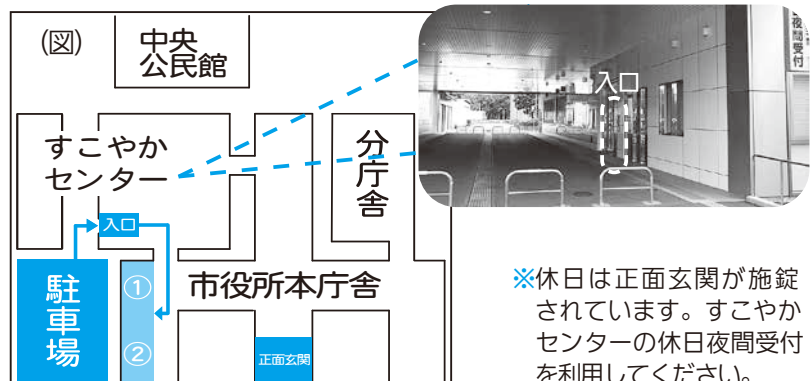 (図)
中央
公民館
すこやか
センター
分庁舎
入口
駐車場
①
②
市役所本庁舎
正面玄関
入口
夜間受付
※休日は正面玄関が施錠
されています。すこやか
センターの休日夜間受付
を利用してください。